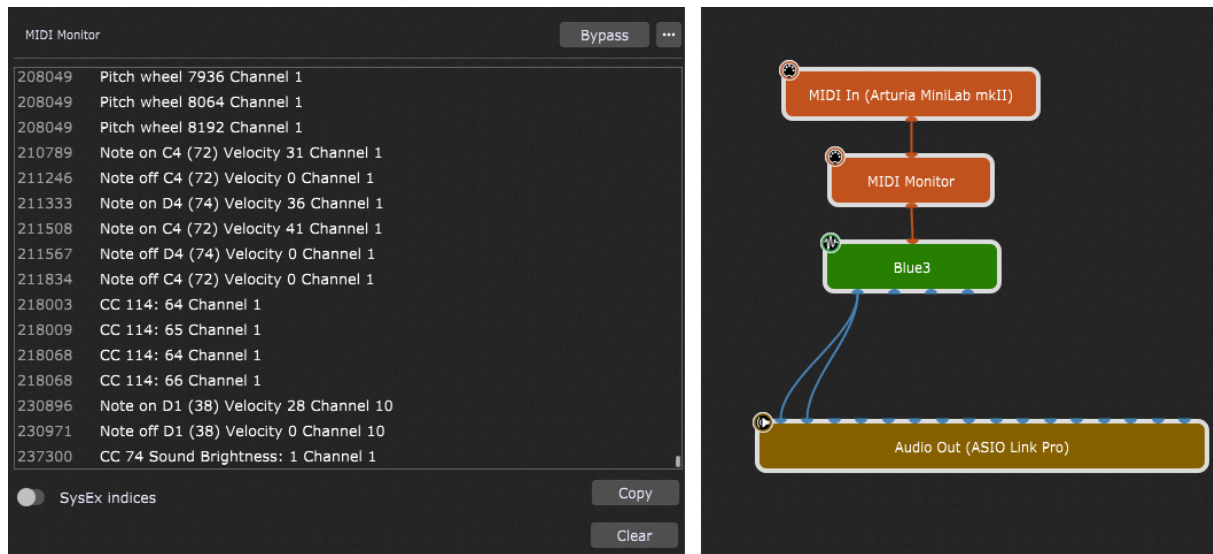 MIDI Monitor
Bypass
...
208049 Pitch wheel 7936 Channel 1
208049 Pitch wheel 8064 Channel 1
208049 Pitch wheel 8192 Channel 1
210789 Note on C4 (72) Velocity 31 Channel 1
211246 Note off C4 (72) Velocity 0 Channel 1
211333 Note on D4 (74) Velocity 36 Channel 1
211508 Note on C4 (72) Velocity 41 Channel 1
211567 Note off D4 (74) Velocity 0 Channel 1
211834 Note off C4 (72) Velocity 0 Channel 1
218003 CC 114: 64 Channel 1
218009 CC 114: 65 Channel 1
218068 CC 114: 64 Channel 1
218068 CC 114: 66 Channel 1
230896 Note on D1 (38) Velocity 28 Channel 10
230971 Note off D1 (38) Velocity 0 Channel 10
237300 CC 74 Sound Brightness: 1 Channel 1
SysEx indices
Copy
Clear
MIDI In (Arturia MiniLab mkII)
MIDI Monitor
Blue3
Audio Out (ASIO Link Pro)